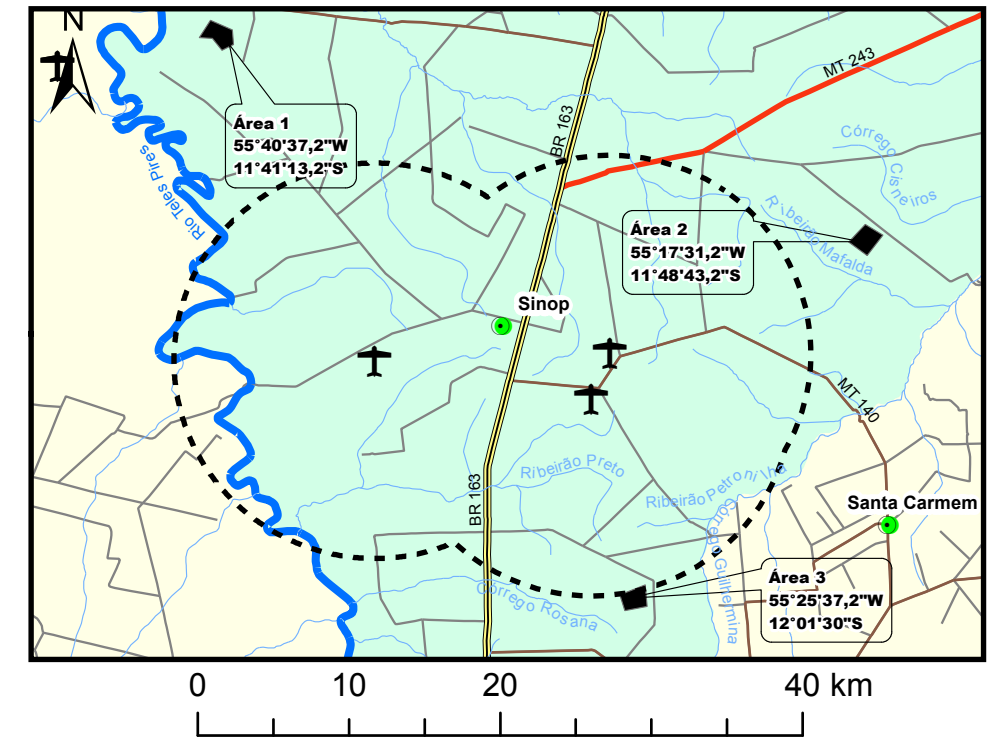 N
MT 243
BR 163
Área 1
55°40'37,2"W
11°41'13,2"S
Córrego Cisneiros
Rio Teles Pires
Ribeirão Mafalda
Área 2
55°17'31,2"W
11°48'43,2"S
Sinop
MT 140
Ribeirão Preto
Ribeirão Petronilha
BR 163
Santa Carmem
Córrego Guilhermina
Área 3
55°25'37,2"W
12°01'30"S
Córrego Rosana
0 10 20 40 km